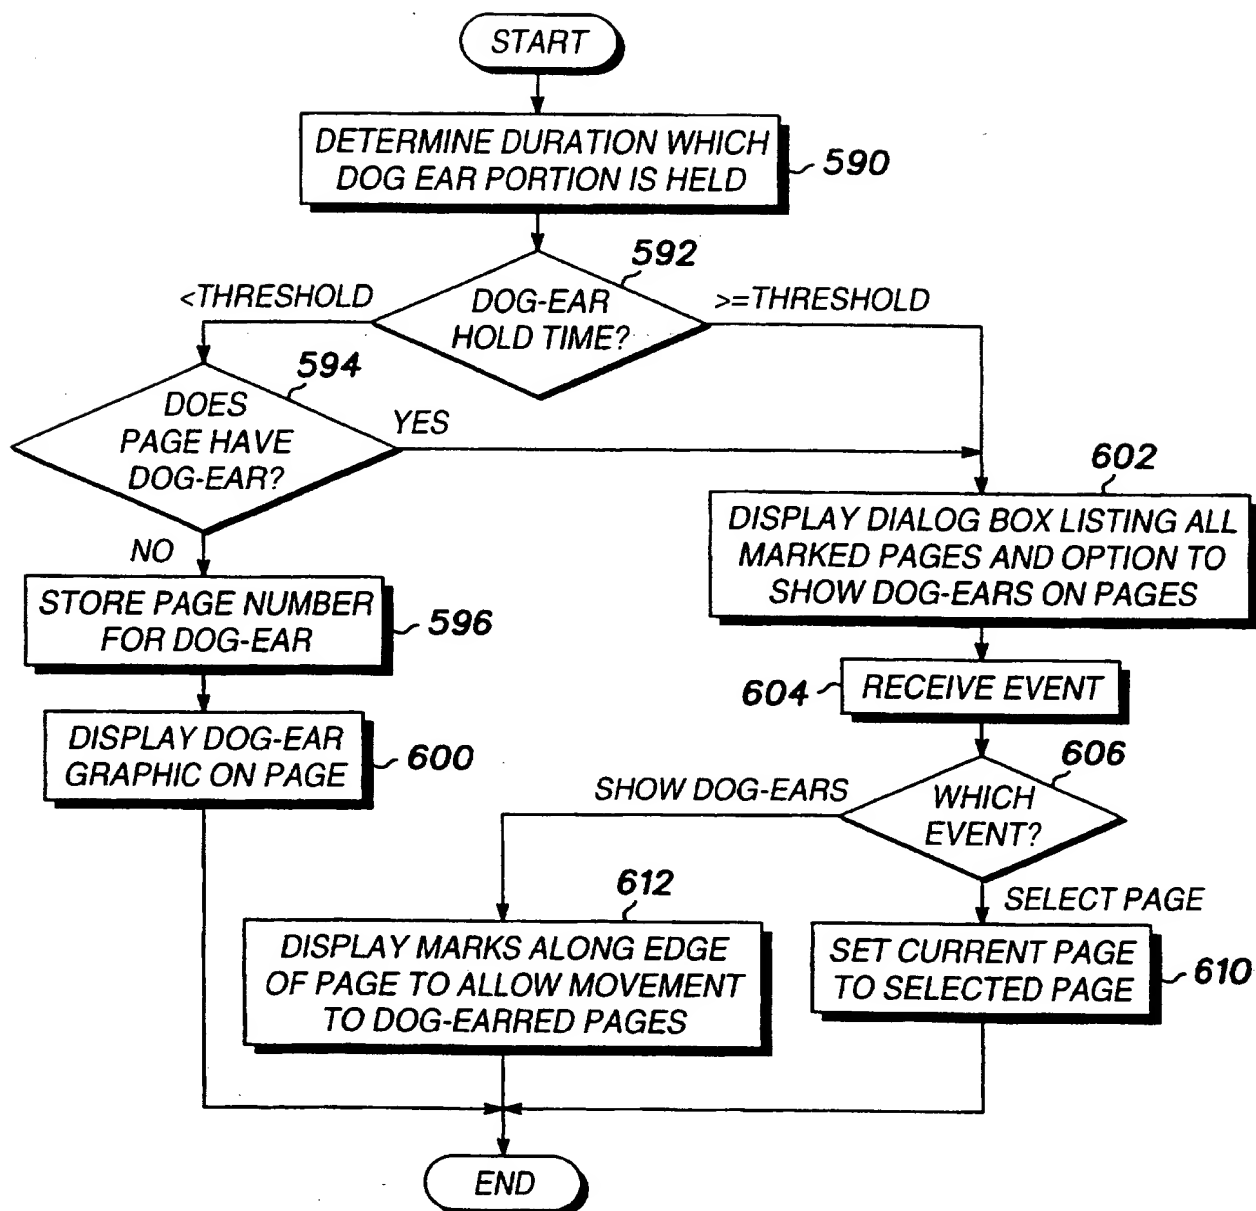 START
DETERMINE DURATION WHICH
DOG EAR PORTION IS HELD
590
592
<THRESHOLD
DOG-EAR
HOLD TIME?
>=THRESHOLD
594
DOES
PAGE HAVE
DOG-EAR?
YES
NO
602
DISPLAY DIALOG BOX LISTING ALL
MARKED PAGES AND OPTION TO
SHOW DOG-EARS ON PAGES
STORE PAGE NUMBER
FOR DOG-EAR
596
604
RECEIVE EVENT
DISPLAY DOG-EAR
GRAPHIC ON PAGE
600
606
SHOW DOG-EARS
WHICH
EVENT?
SELECT PAGE
612
DISPLAY MARKS ALONG EDGE
OF PAGE TO ALLOW MOVEMENT
TO DOG-EARRED PAGES
SET CURRENT PAGE
TO SELECTED PAGE
610
END